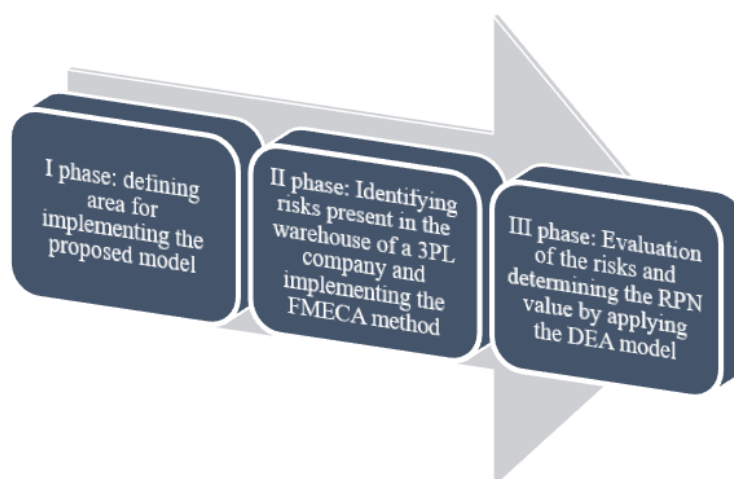 I phase: defining
area for
implementing the
proposed model
II phase: Identifying
risks present in the
warehouse of a 3PL
company and
implementing the
FMECA method
III phase: Evaluation
of the risks and
determining the RPN
value by applying
the DEA model